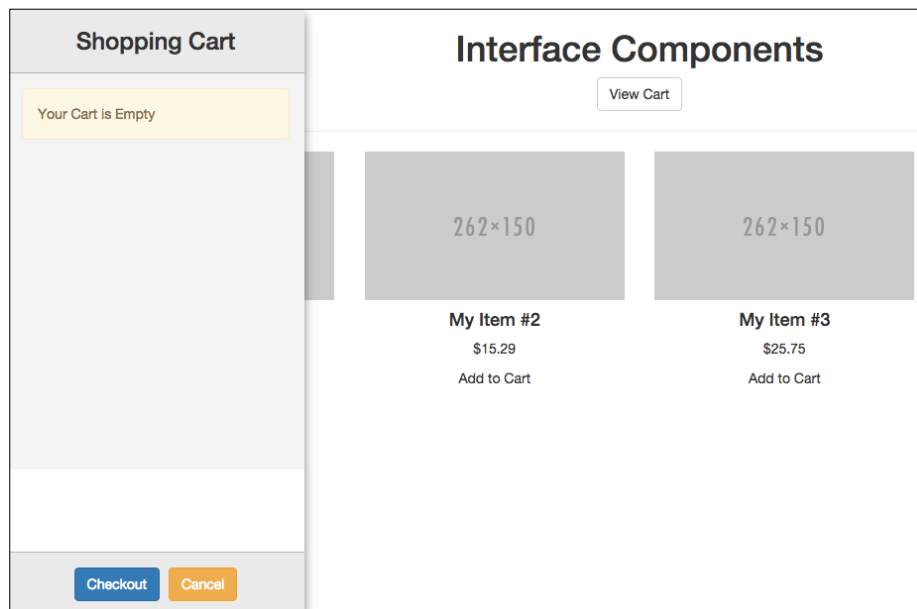 Shopping Cart
Your Cart is Empty
Checkout Cancel
Interface Components
View Cart
262×150
My Item #2
$15.29
Add to Cart
262×150
My Item #3
$25.75
Add to Cart